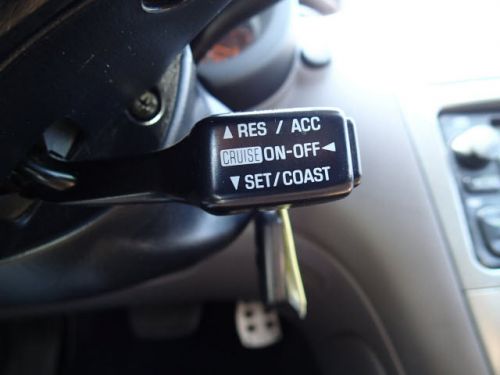 ▲ RES / ACC
CRUISE ON-OFF ◄
▼ SET/COAST